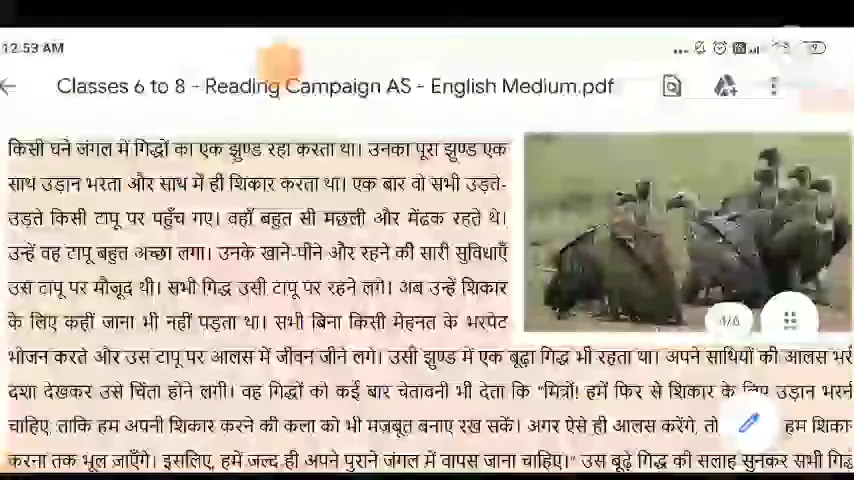 12:53 AM
Classes 6 to 8 - Reading Campaign AS - English Medium.pdf
किसी घने जंगल में गिद्धों का एक झुण्ड रहा करता था। उनका पूरा झुण्ड एक
साथ उड़ान भरता और साथ में ही शिकार करता था। एक बार वो सभी उड़ते-
उड़ते किसी टापू पर पहुँच गए। वहाँ बहुत सी मछली और मेंढक रहते थे।
उन्हें वह टापू बहुत अच्छा लगा। उनके खाने-पीने और रहने की सारी सुविधाएँ
उस टापू पर मौजूद थी। सभी गिद्ध उसी टापू पर रहने लगे। अब उन्हें शिकार
के लिए कहीं जाना भी नहीं पड़ता था। सभी बिना किसी मेहनत के भरपेट
4/6
भोजन करते और उस टापू पर आलस में जीवन जीने लगे। उसी झुण्ड में एक बूढ़ा गिद्ध भी रहता था। अपने साथियों की आलस
दशा देखकर उसे चिंता होने लगी। वह गिद्धों को कई बार चेतावनी भी देता कि "मित्रों! हमें फिर से शिकार के उड़ान
चाहिए, ताकि हम अपनी शिकार करने की कला को भी मजबूत बनाए रख सकें। अगर ऐसे ही आलस करेंगे, तो हम
करना तक भूल जाएँगे। इसलिए, हमें जल्द ही अपने पुराने जंगल में वापस जाना चाहिए।" उस बूढ़े गिद्ध की सलाह सुनकर सभी